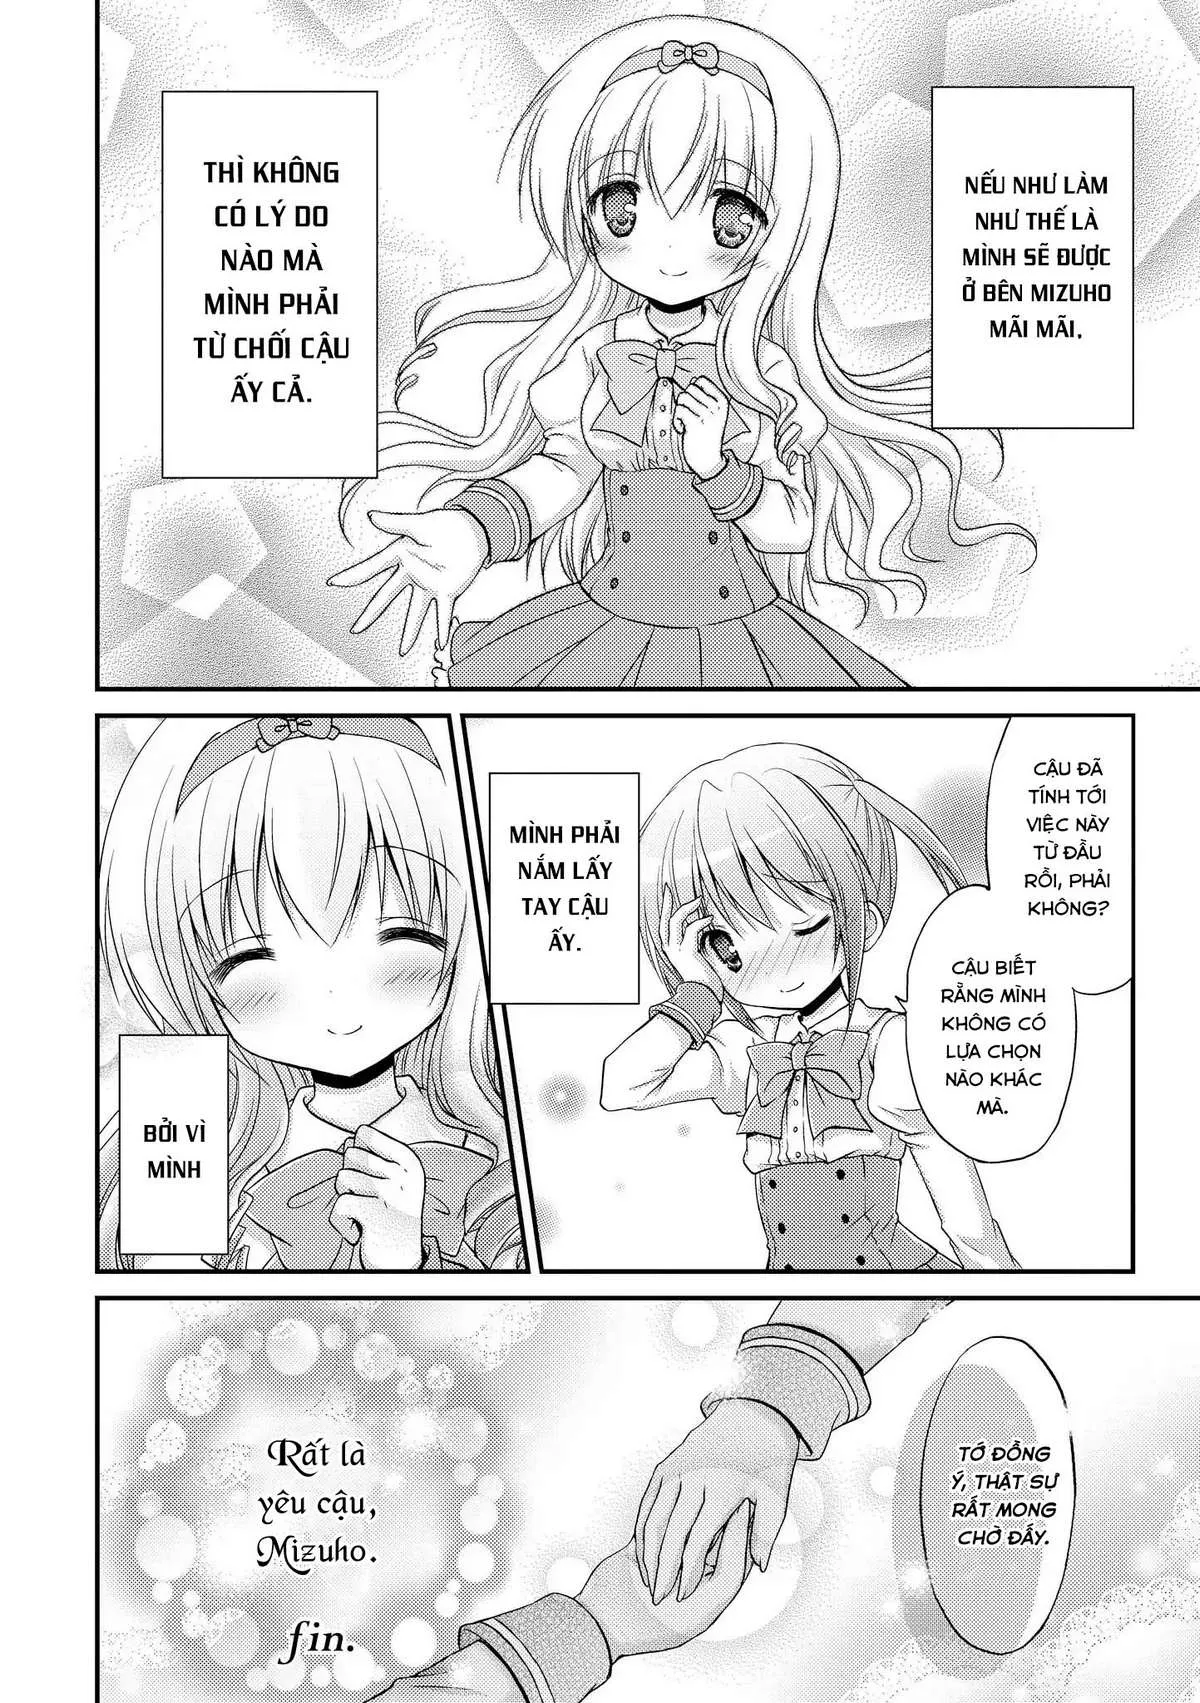 NẾU NHƯ LÀM
NHƯ THẾ LÀ
MÌNH SẼ ĐƯỢC
Ở BÊN MIZUHO
MÃI MÃI.
THÌ KHÔNG
CÓ LÝ DO
NÀO MÀ
MÌNH PHẢI
TỪ CHỐI CẬU
ẤY CẢ.
CẬU ĐÃ
TÍNH TỚI
VIỆC NÀY
TỪ ĐẦU
RỒI, PHẢI
KHÔNG?
CẬU BIẾT
RẰNG MÌNH
KHÔNG CÓ
LỰA CHỌN
NÀO KHÁC
MÀ.
MÌNH PHẢI
NẮM LẤY
TAY CẬU
ẤY.
BỞI VÌ
MÌNH
TỚ ĐỒNG
Ý, THẬT SỰ
RẤT MONG
CHỜ ĐẤY.
Rất là
yêu cậu,
Mizuho.
fin.